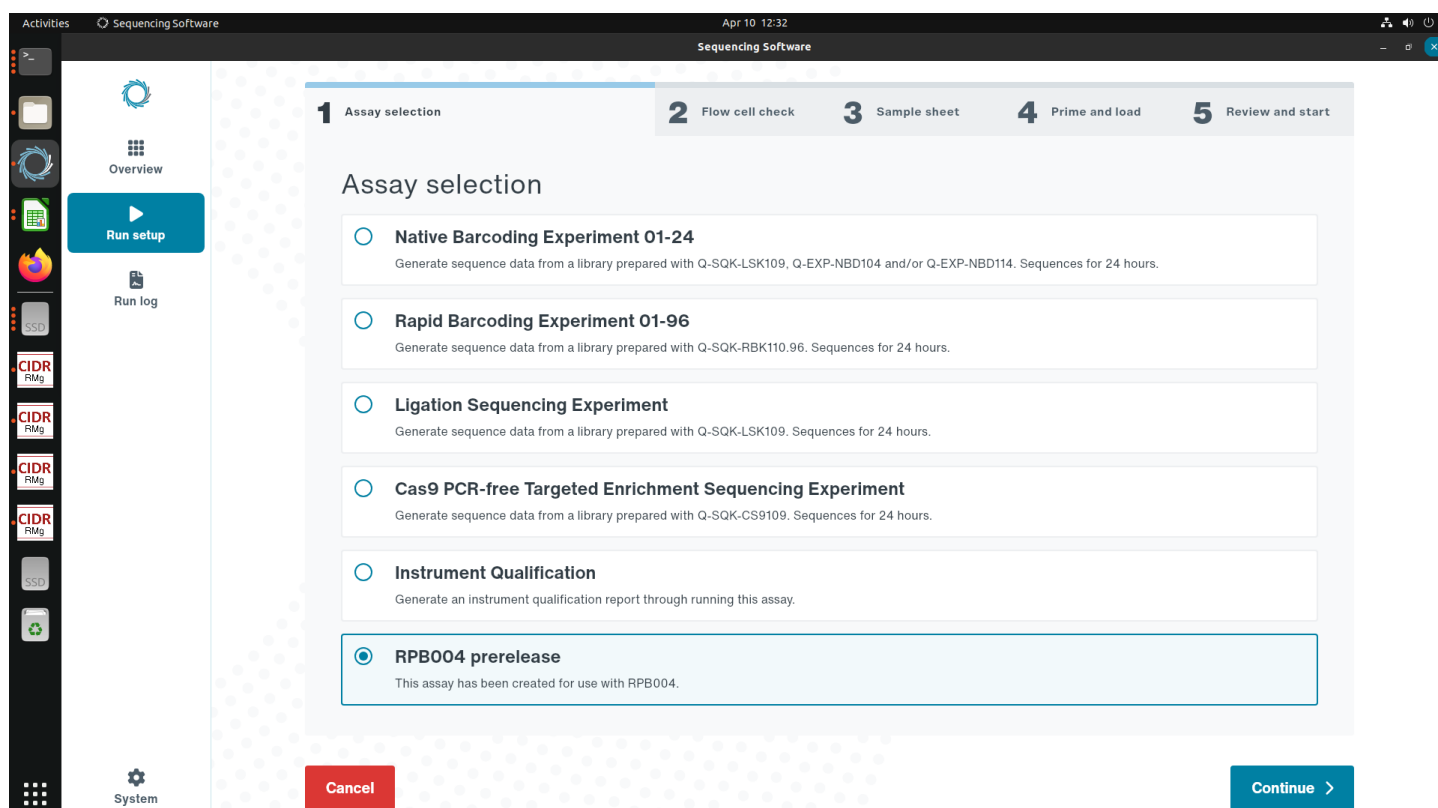 Activities
Sequencing Software
Apr 10 12:32
Sequencing Software
Overview
Run setup
Run log
System
SSD
CIDR
RMg
CIDR
RMg
CIDR
RMg
CIDR
RMg
SSD
1 Assay selection
2 Flow cell check
3 Sample sheet
4 Prime and load
5 Review and start
Assay selection
Native Barcoding Experiment 01-24
Generate sequence data from a library prepared with Q-SQK-LSK109, Q-EXP-NBD104 and/or Q-EXP-NBD114. Sequences for 24 hours.
Rapid Barcoding Experiment 01-96
Generate sequence data from a library prepared with Q-SQK-RBK110.96. Sequences for 24 hours.
Ligation Sequencing Experiment
Generate sequence data from a library prepared with Q-SQK-LSK109. Sequences for 24 hours.
Cas9 PCR-free Targeted Enrichment Sequencing Experiment
Generate sequence data from a library prepared with Q-SQK-CS9109. Sequences for 24 hours.
Instrument Qualification
Generate an instrument qualification report through running this assay.
RPB004 prerelease
This assay has been created for use with RPB004.
Cancel
Continue